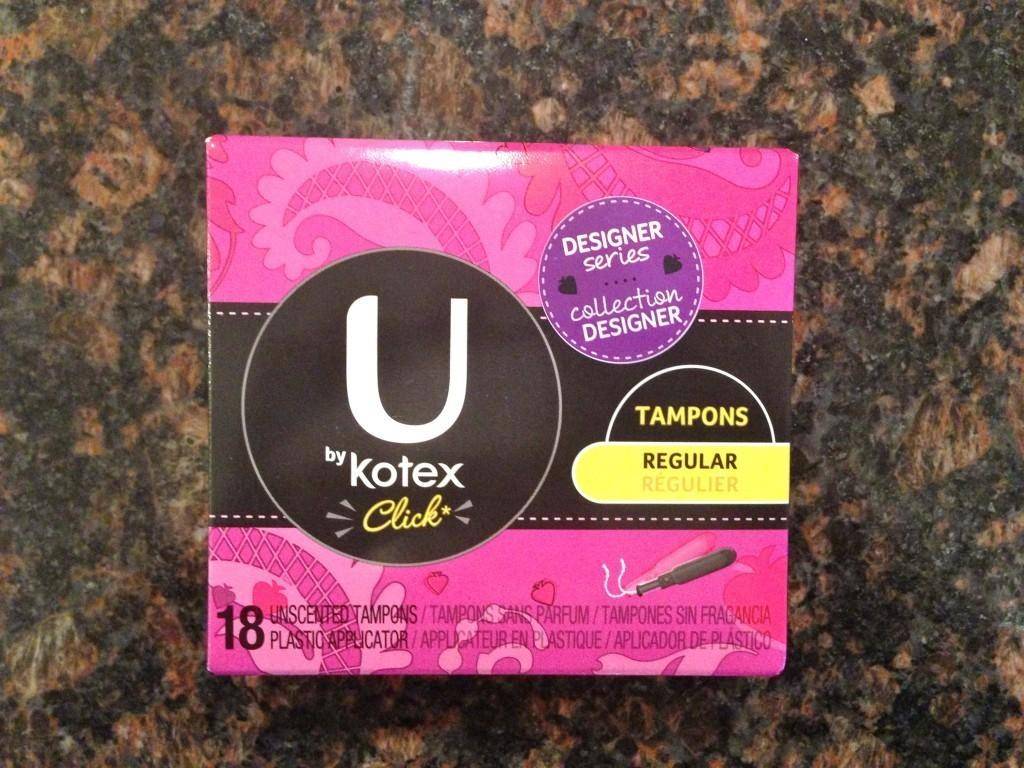 DESIGNER
series
collection
DESIGNER
U
by kotex
Click*
TAMPONS
REGULAR
RÉGULIER
18 UNSCENTED TAMPONS / TAMPONS SANS PARFUM / TAMPONES SIN FRAGANCIA
PLASTIC APPLICATOR / APPLICATEUR EN PLASTIQUE / APLICADOR DE PLÁSTICO